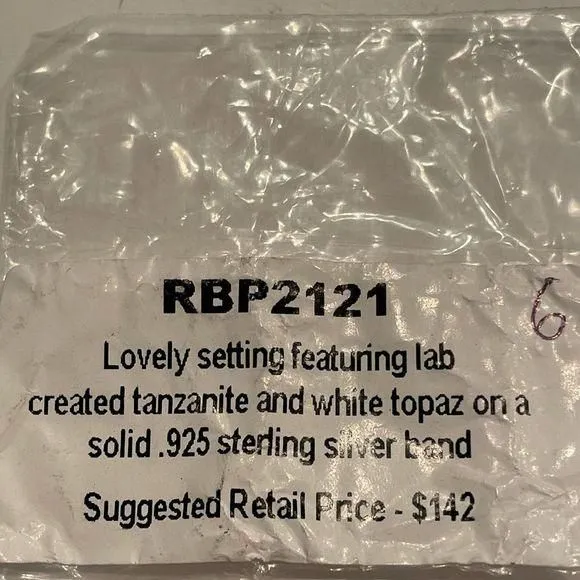 RBP2121
6
Lovely setting featuring lab
created tanzanite and white topaz on a
solid .925 sterling silver band
Suggested Retail Price - $142